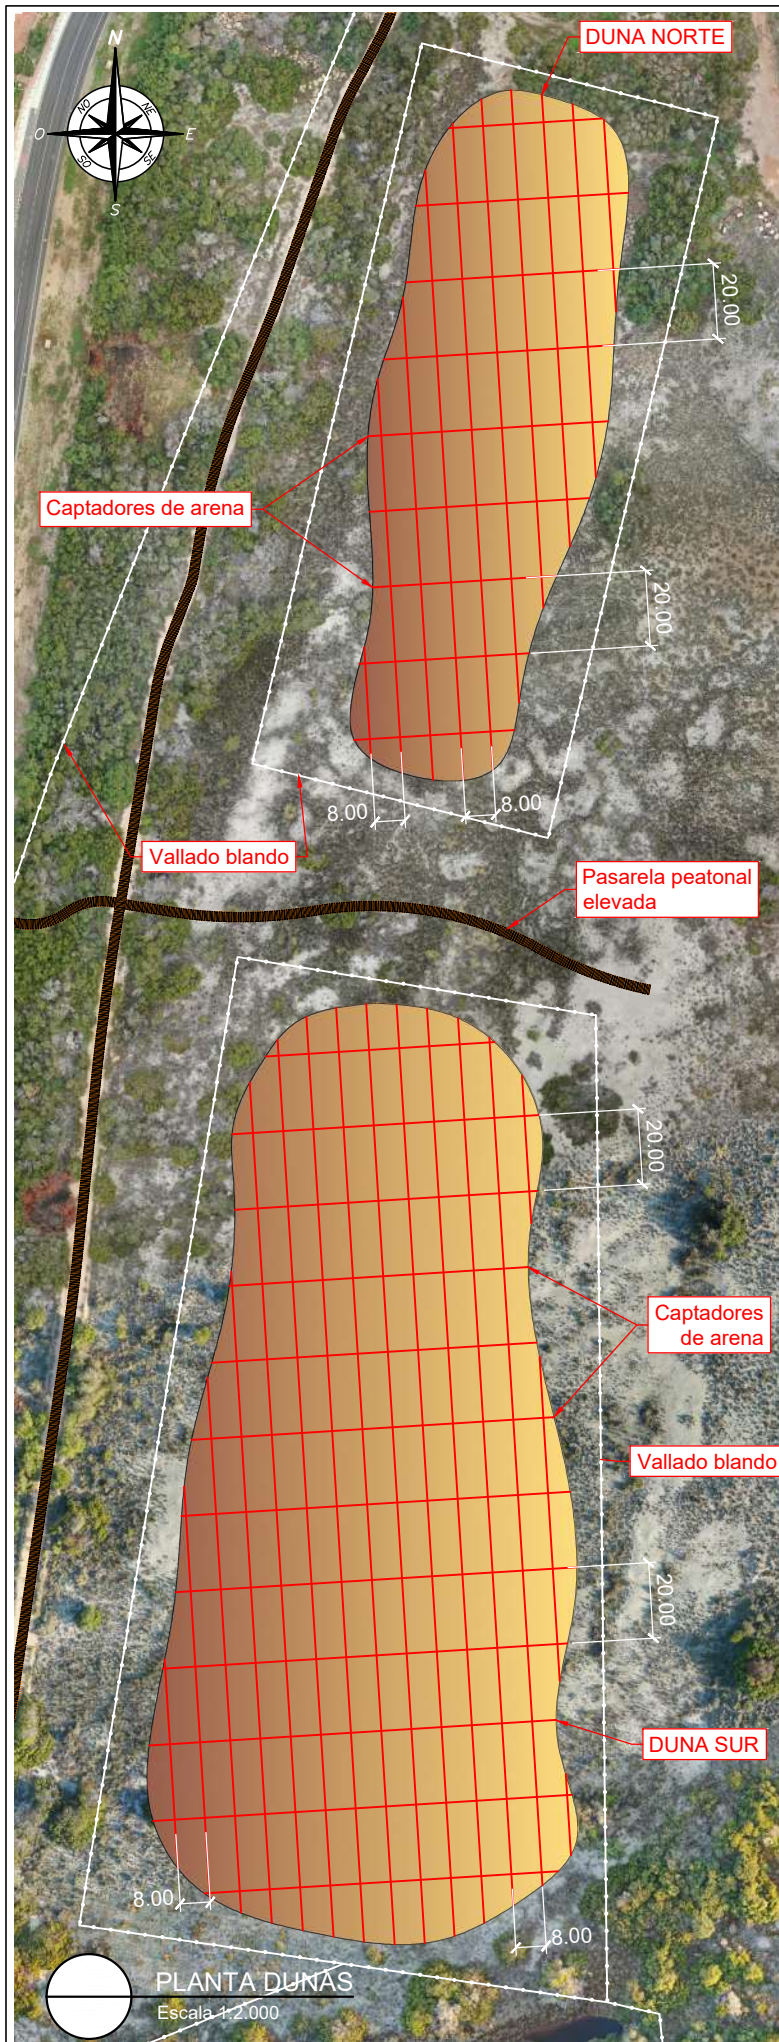 DUNA NORTE
N
NO
NE
O
E
SO
SE
S
20.00
Captadores de arena
20.00
8.00
8.00
Vallado blando
Pasarela peatonal
elevada
20.00
Captadores
de arena
Vallado blando
20.00
DUNA SUR
8.00
8.00
PLANTA DUNAS
Escala 1:2.000